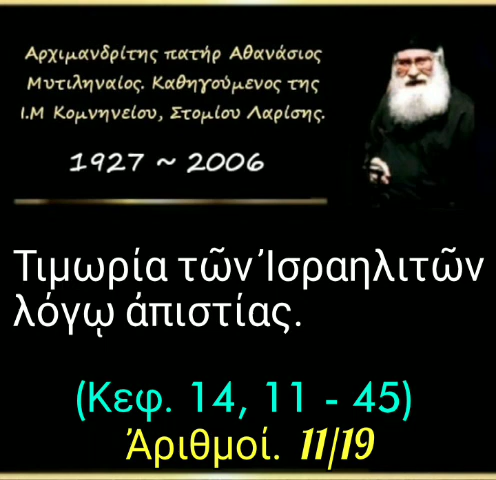 Αρχιμανδρίτης πατήρ Αθανάσιος
Μυτιληναίος. Καθηγούμενος της
Ι.Μ Κομνηνείου, Στομίου Λαρίσης.
1927 ~ 2006
Τιμωρία τῶν Ἰσραηλιτῶν
λόγῳ ἀπιστίας.
(Κεφ. 14, 11 - 45)
Ἀριθμοί. 11/19